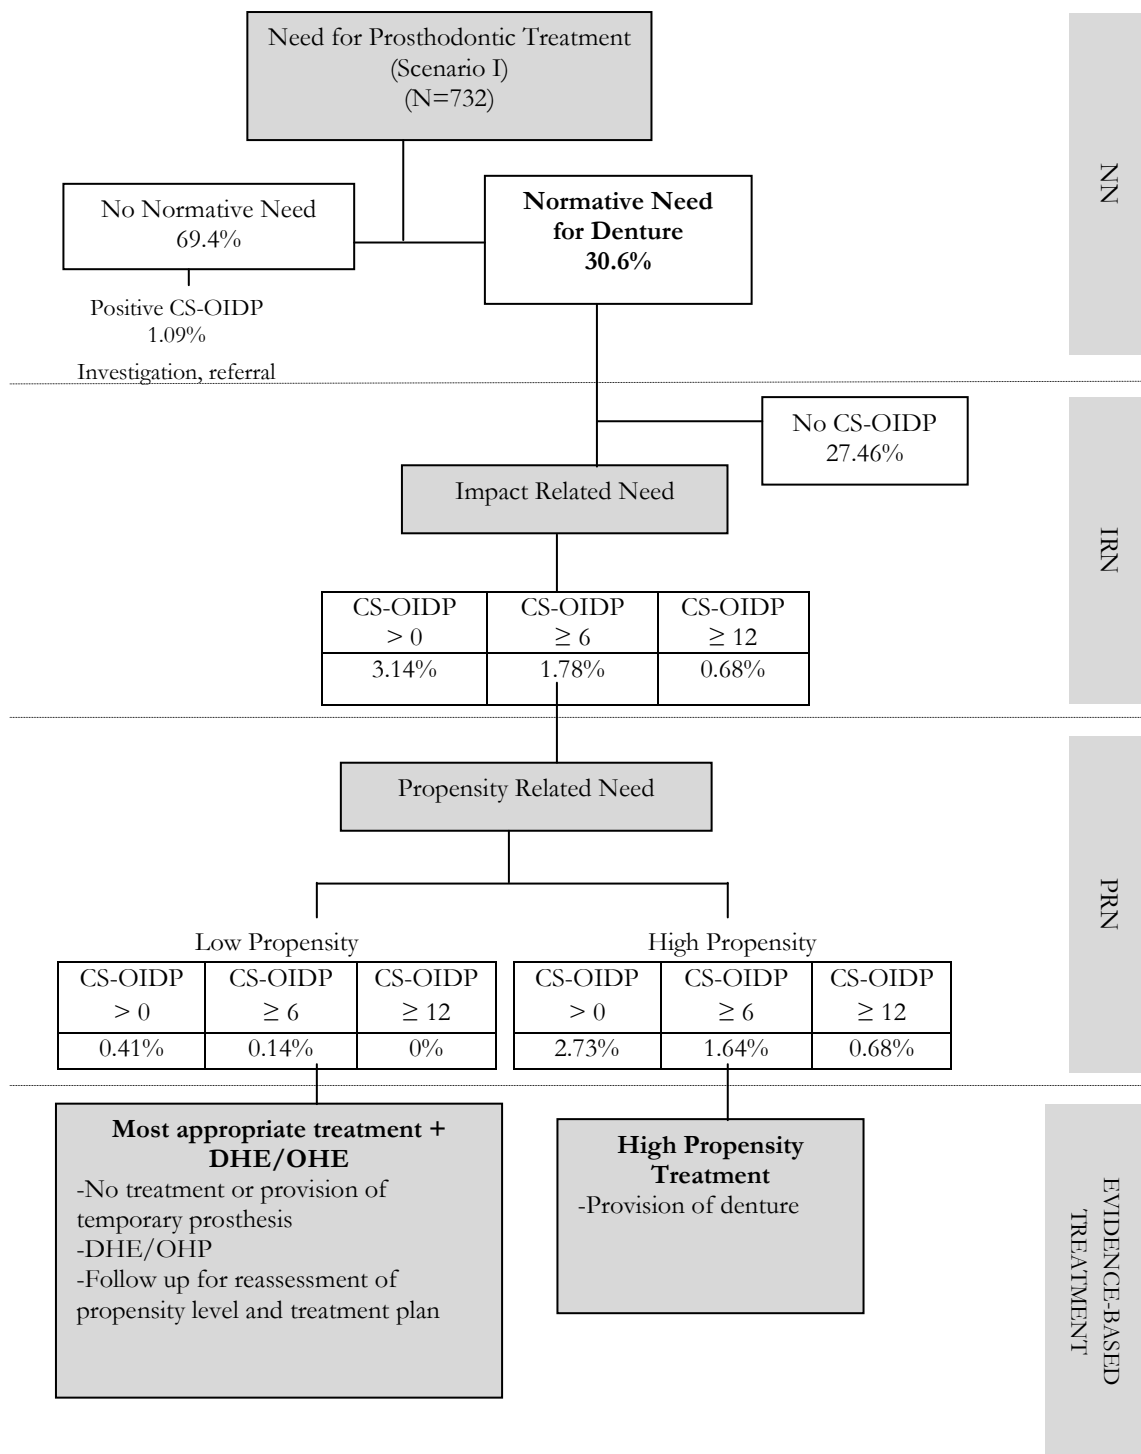 Need for Prosthodontic Treatment
(Scenario I)
(N=732)
No Normative Need
69.4%
Normative Need
for Denture
30.6%
Positive CS-OIDP
1.09%
Investigation, referral
NN
No CS-OIDP
27.46%
Impact Related Need
CS-OIDP
> 0
CS-OIDP
≥ 6
CS-OIDP
≥ 12
3.14%
1.78%
0.68%
IRN
Propensity Related Need
Low Propensity
High Propensity
CS-OIDP
> 0
CS-OIDP
≥ 6
CS-OIDP
≥ 12
0.41%
0.14%
0%
CS-OIDP
> 0
CS-OIDP
≥ 6
CS-OIDP
≥ 12
2.73%
1.64%
0.68%
PRN
Most appropriate treatment +
DHE/OHE
-No treatment or provision of
temporary prosthesis
-DHE/OHP
-Follow up for reassessment of
propensity level and treatment plan
High Propensity
Treatment
-Provision of denture
EVIDENCE-BASED
TREATMENT